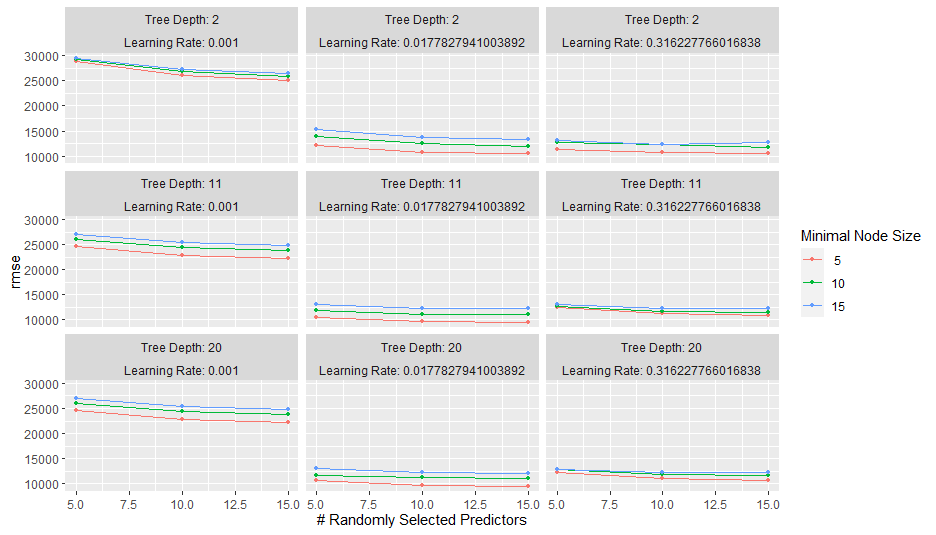 Tree Depth: 2
Learning Rate: 0.001
Tree Depth: 2
Learning Rate: 0.0177827941003892
Tree Depth: 2
Learning Rate: 0.316227766016838
30000
25000
20000
15000
10000
Tree Depth: 11
Learning Rate: 0.001
Tree Depth: 11
Learning Rate: 0.0177827941003892
Tree Depth: 11
Learning Rate: 0.316227766016838
30000
25000
20000
15000
10000
rmse
Tree Depth: 20
Learning Rate: 0.001
Tree Depth: 20
Learning Rate: 0.0177827941003892
Tree Depth: 20
Learning Rate: 0.316227766016838
30000
25000
20000
15000
10000
5.0 7.5 10.0 12.5 15.0
5.0 7.5 10.0 12.5 15.0
5.0 7.5 10.0 12.5 15.0
# Randomly Selected Predictors
Minimal Node Size
5
10
15